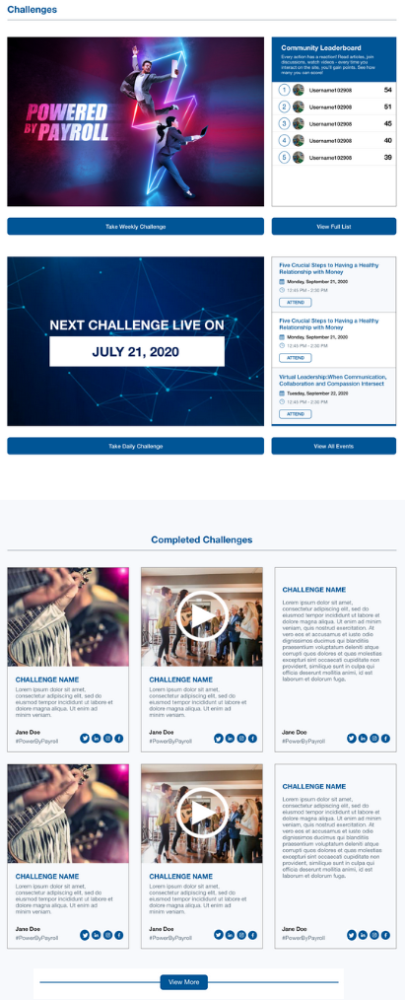 Challenges
POWERED
BY PAYROLL
Take Weekly Challenge
Community Leaderboard
Every action has a reaction! Read articles, join
discussions, watch videos - every time you
interact on the site, you'll gain points. See how
many you can score!
1 Username102908 54
2 Username102908 51
3 Username102908 45
4 Username102908 40
5 Username102908 39
View Full List
NEXT CHALLENGE LIVE ON
JULY 21, 2020
Take Daily Challenge
Five Crucial Steps to Having a Healthy
Relationship with Money
Monday, September 21, 2020
12:45 PM - 2:30 PM
ATTEND
Five Crucial Steps to Having a Healthy
Relationship with Money
Monday, September 21, 2020
12:45 PM - 2:30 PM
ATTEND
Virtual Leadership:When Communication,
Collaboration and Compassion Intersect
Tuesday, September 22, 2020
12:45 PM - 2:30 PM
ATTEND
View All Events
Completed Challenges
CHALLENGE NAME
Lorem ipsum dolor sit amet,
consectetur adipiscing elit, sed do
eiusmod tempor incididunt ut labore et
dolore magna aliqua. Ut enim ad
minim veniam.
Jane Doe
#PowerByPayroll
CHALLENGE NAME
Lorem ipsum dolor sit amet,
consectetur adipiscing elit, sed do
eiusmod tempor incididunt ut labore et
dolore magna aliqua. Ut enim ad
minim veniam.
Jane Doe
#PowerByPayroll
CHALLENGE NAME
Lorem ipsum dolor sit amet,
consectetur adipiscing elit, sed do
eiusmod tempor incididunt ut labore et
dolore magna aliqua. Ut enim ad minim
veniam, quis nostrud exercitation. At
vero eos et accusamus et iusto odio
dignissimos ducimus qui blanditiis
praesentium voluptatum deleniti atque
corrupti quos dolores et quas molestias
excepturi sint occaecati cupiditate non
provident, similique sunt in culpa qui
officia deserunt mollitia animi, id est
laborum et dolorum fuga.
Jane Doe
#PowerByPayroll
CHALLENGE NAME
Lorem ipsum dolor sit amet,
consectetur adipiscing elit, sed do
eiusmod tempor incididunt ut labore et
dolore magna aliqua. Ut enim ad
minim veniam.
Jane Doe
#PowerByPayroll
CHALLENGE NAME
Lorem ipsum dolor sit amet,
consectetur adipiscing elit, sed do
eiusmod tempor incididunt ut labore et
dolore magna aliqua. Ut enim ad
minim veniam.
Jane Doe
#PowerByPayroll
CHALLENGE NAME
Lorem ipsum dolor sit amet,
consectetur adipiscing elit, sed do
eiusmod tempor incididunt ut labore et
dolore magna aliqua. Ut enim ad minim
veniam, quis nostrud exercitation. At
vero eos et accusamus et iusto odio
dignissimos ducimus qui blanditiis
praesentium voluptatum deleniti atque
corrupti quos dolores et quas molestias
excepturi sint occaecati cupiditate non
provident, similique sunt in culpa qui
officia deserunt mollitia animi, id est
laborum et dolorum fuga.
Jane Doe
#PowerByPayroll
View More